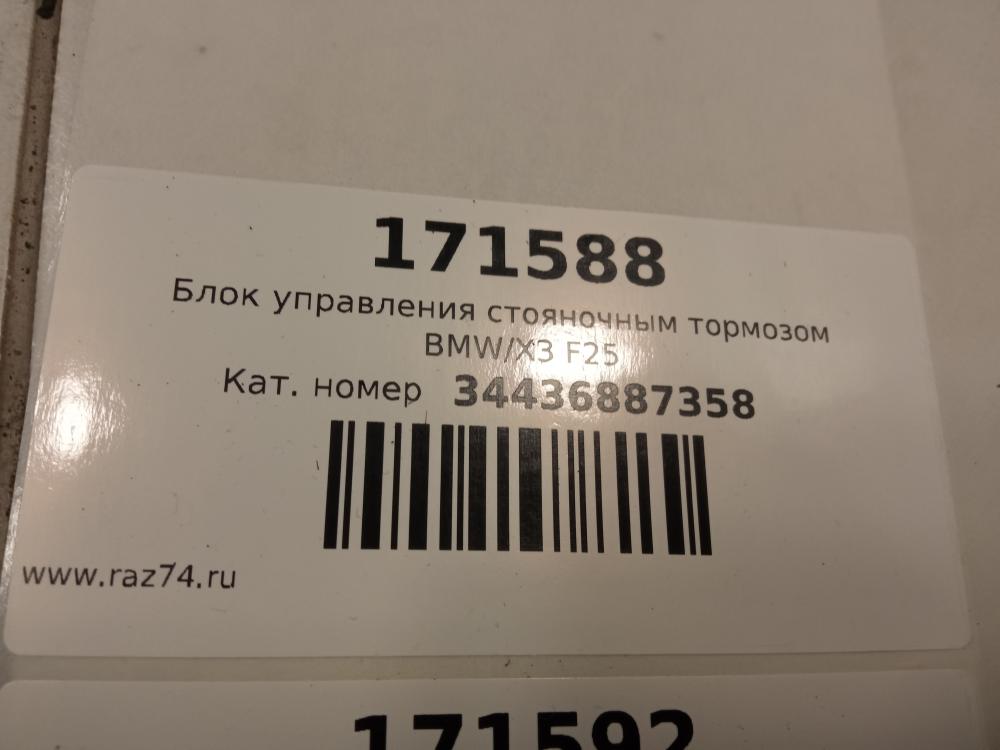 171588
Блок управления стояночным тормозом
BMW/X3 F25
Кат. номер 34436887358
www.raz74.ru
171592